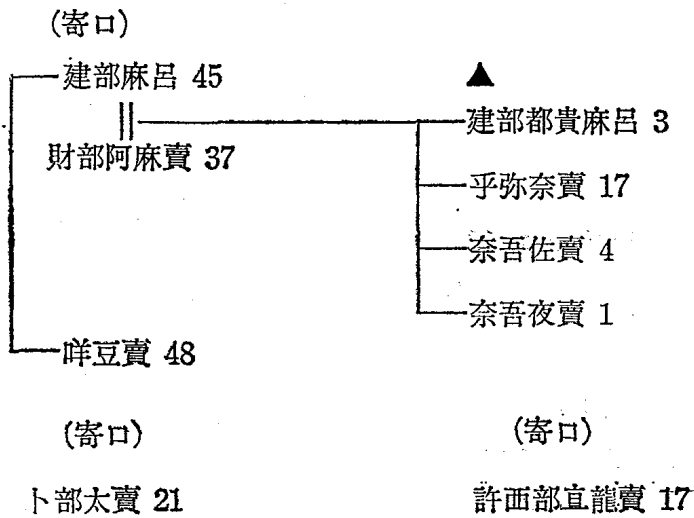 (寄口)
建部麻呂 45
▲
建部都貴麻呂 3
財部阿麻賣 37
乎弥奈賣 17
奈吾佐賣 4
奈吾夜賣 1
咩豆賣 48
(寄口)
(寄口)
卜部太賣 21
許西部直龍賣 17